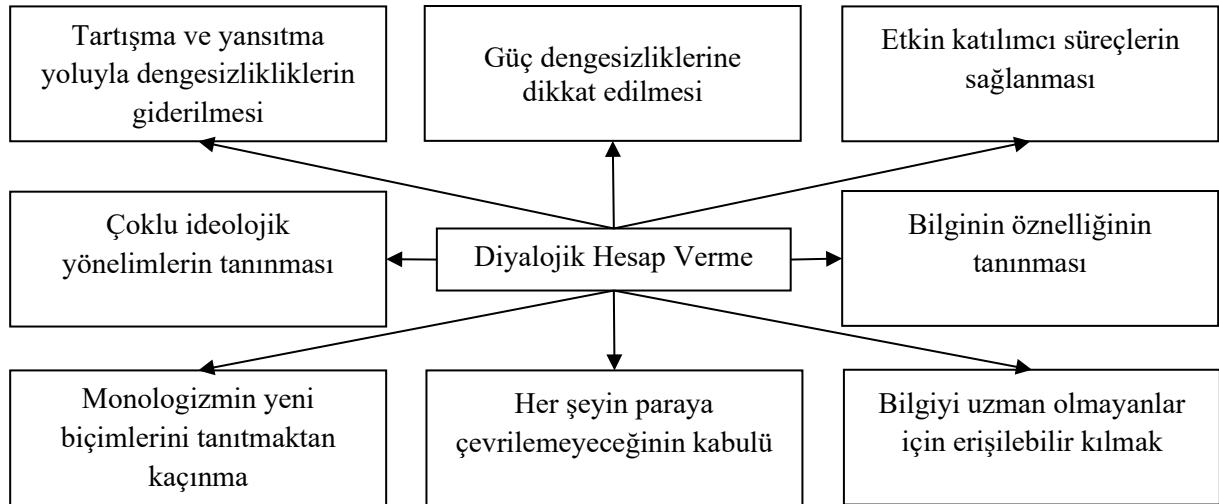 Tartışma ve yansıtma
yoluyla dengesizlikliklerin
giderilmesi
Güç dengesizliklerine
dikkat edilmesi
Etkin katılımcı süreçlerin
sağlanması
Çoklu ideolojik
yönelimlerin tanınması
Diyalojik Hesap Verme
Bilginin öznelliğinin
tanınması
Monologizmin yeni
biçimlerini tanıtmaktan
kaçınma
Her şeyin paraya
çevrilemeyeceğinin kabulü
Bilgiyi uzman olmayanlar
için erişilebilir kılmak